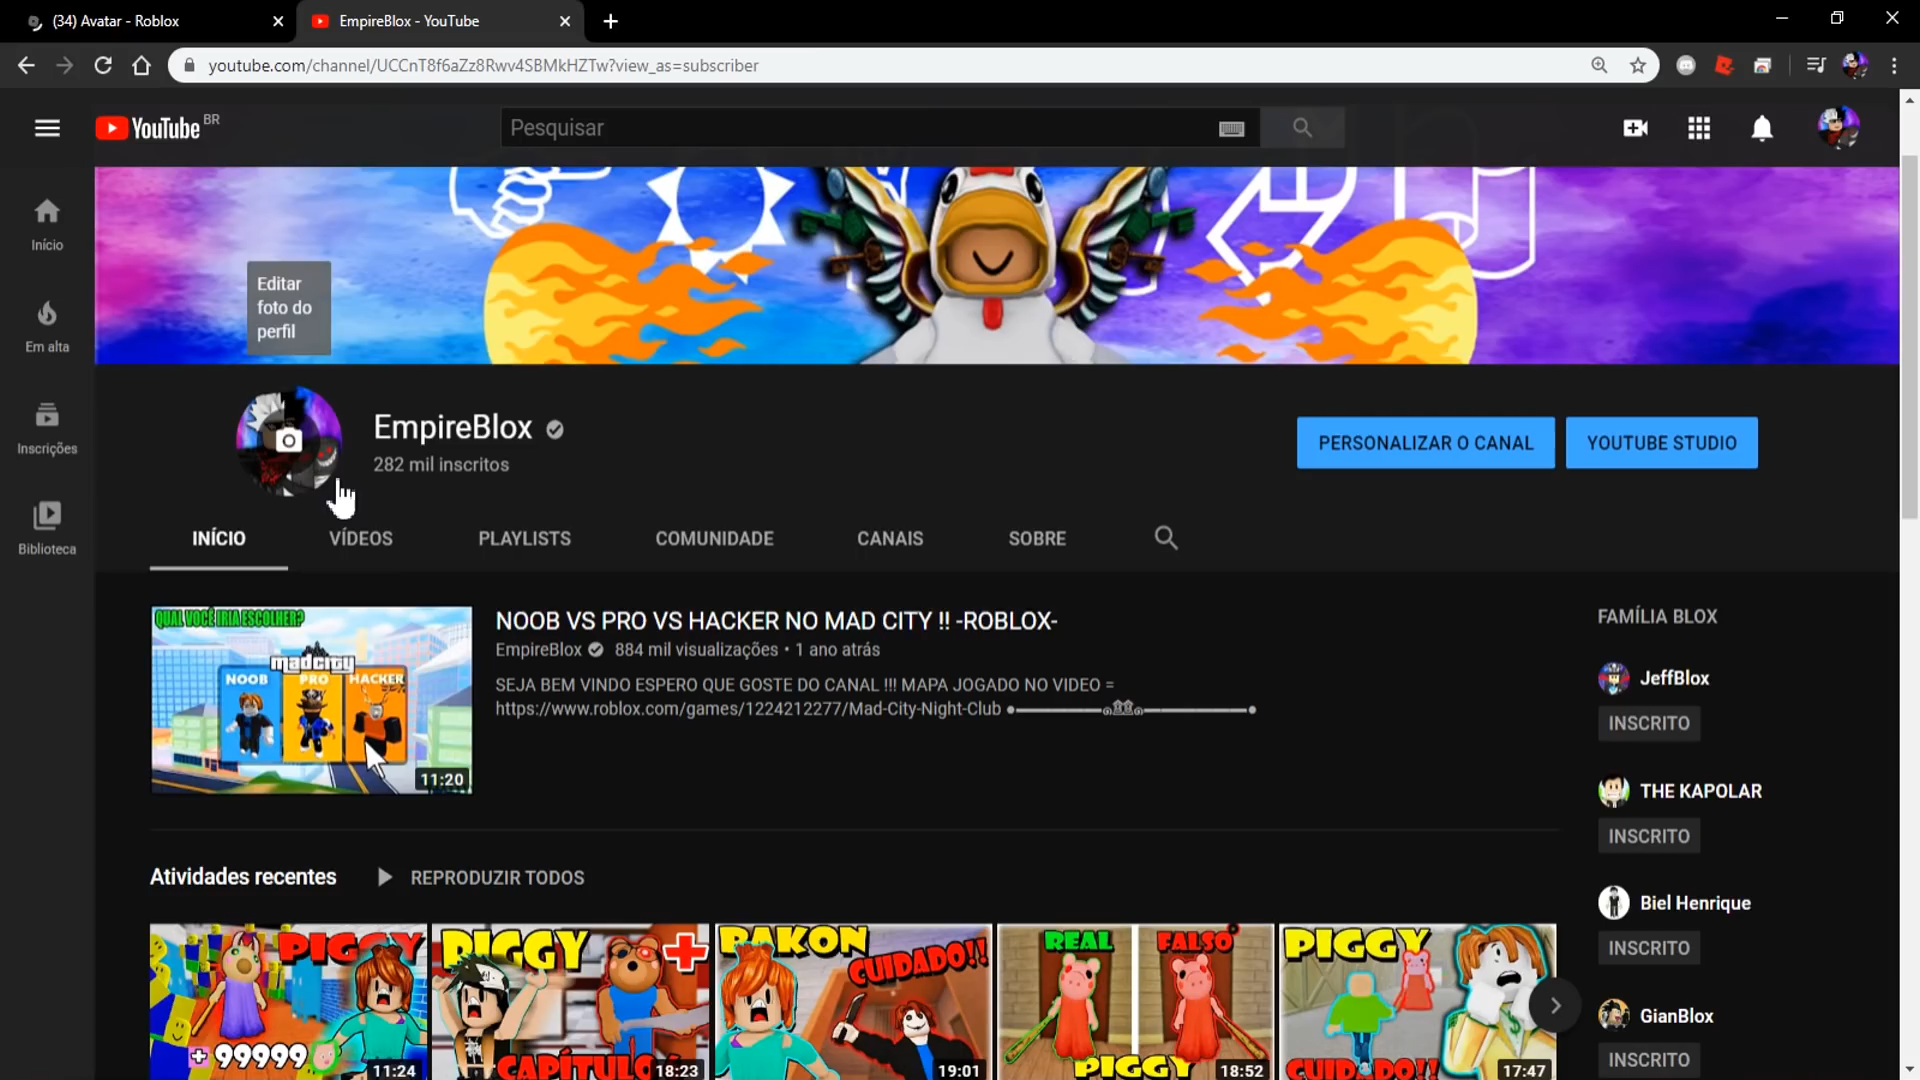 (34) Avatar - Roblox
EmpireBlox - YouTube
youtube.com/channel/UCCnT8f6aZz8Rwv4SBMkHZTw?view_as=subscriber
YouTube BR
Pesquisar
Início
Em alta
Inscrições
Biblioteca
Editar
foto do
perfil
EmpireBlox
282 mil inscritos
PERSONALIZAR O CANAL
YOUTUBE STUDIO
INÍCIO
VÍDEOS
PLAYLISTS
COMUNIDADE
CANAIS
SOBRE
QUAL VOCÊ IRIA ESCOLHER?
mad city
NOOB
PRO
HACKER
11:20
NOOB VS PRO VS HACKER NO MAD CITY !! -ROBLOX-
EmpireBlox 884 mil visualizações • 1 ano atrás
SEJA BEM VINDO ESPERO QUE GOSTE DO CANAL !!! MAPA JOGADO NO VIDEO =
https://www.roblox.com/games/1224212277/Mad-City-Night-Club
FAMÍLIA BLOX
JeffBlox
INSCRITO
THE KAPOLAR
INSCRITO
Biel Henrique
INSCRITO
GianBlox
INSCRITO
Atividades recentes
REPRODUZIR TODOS
PIGGY
+ 99999
11:24
PIGGY
CAPÍTULO
18:23
BAKON
CUIDADO!!
19:01
REAL
FALSO
PIGGY
18:52
PIGGY
CUIDADO!!
17:47